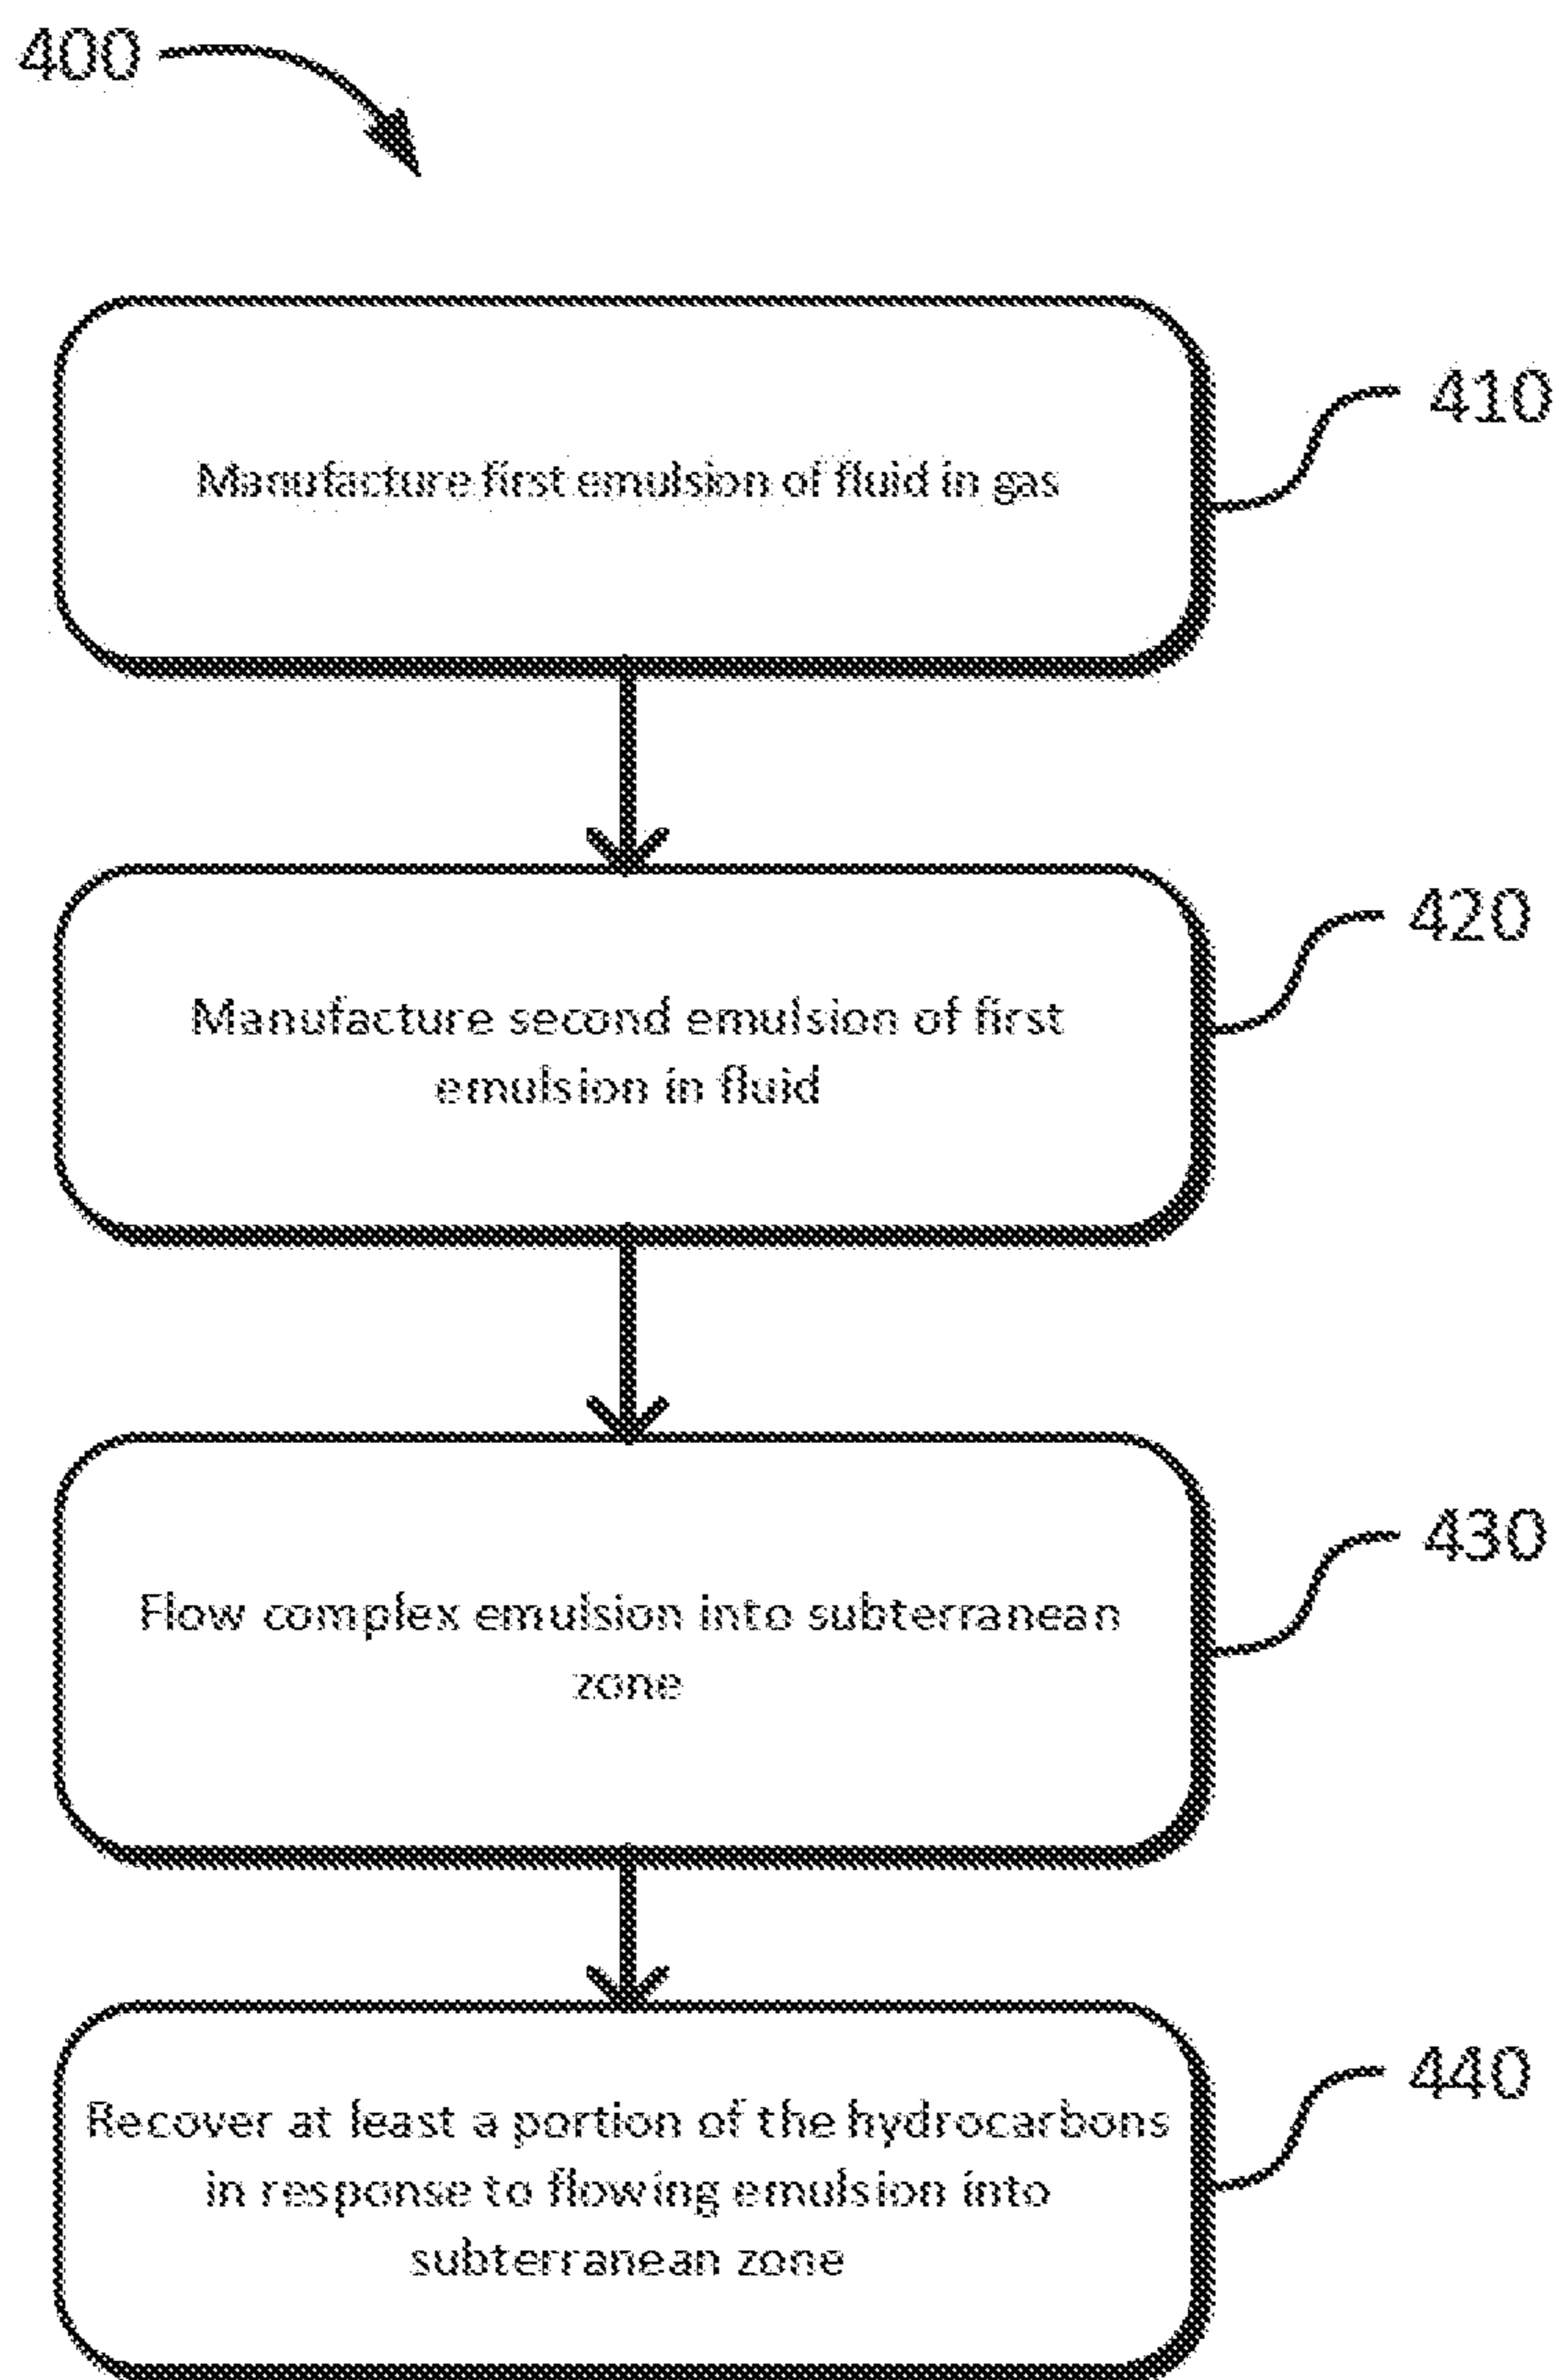 400
410
Manufacture first emulsion of fluid in gas
420
Manufacture second emulsion of first
emulsion in fluid
430
Flow complex emulsion into subterranean
zone
440
Recover at least a portion of the hydrocarbons
in response to flowing emulsion into
subterranean zone